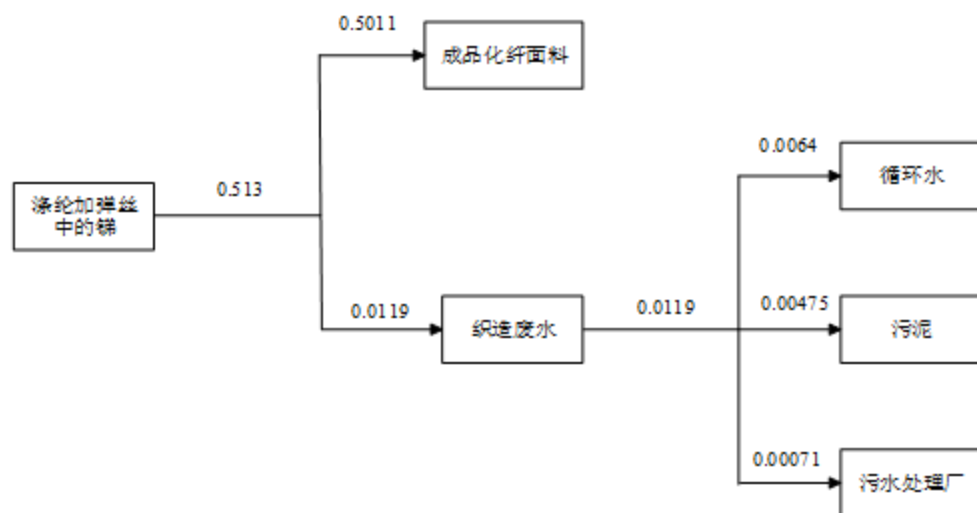 0.5011
成品化纤面料
0.0064
循环水
涤纶加弹丝
中的锑
0.513
0.0119
织造废水
0.0119
0.00475
污泥
0.00071
污水处理厂